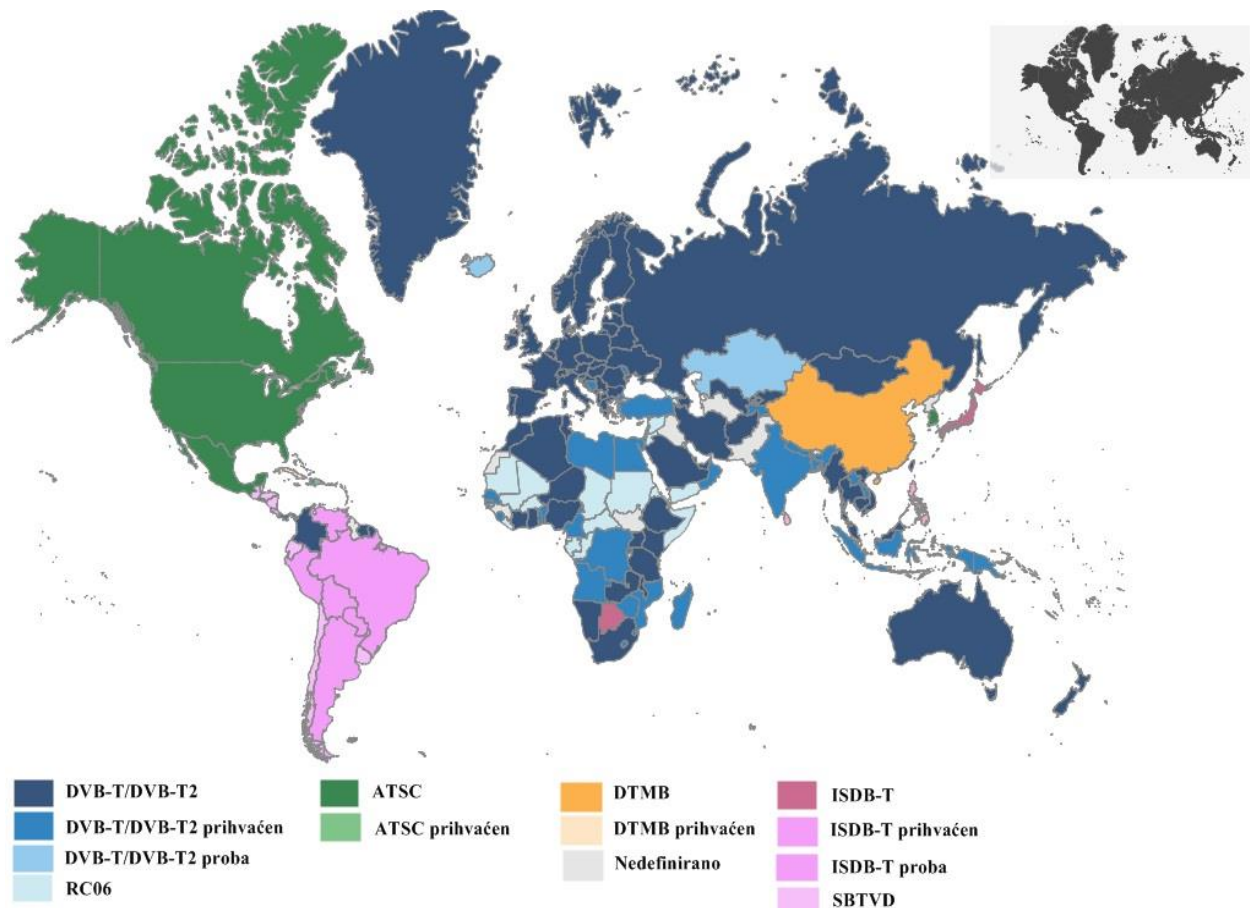 DVB-T/DVB-T2
DVB-T/DVB-T2 prihvaćen
DVB-T/DVB-T2 proba
RC06
ATSC
ATSC prihvaćen
DTMB
DTMB prihvaćen
Nedefinirano
ISDB-T
ISDB-T prihvaćen
ISDB-T proba
SBTVD